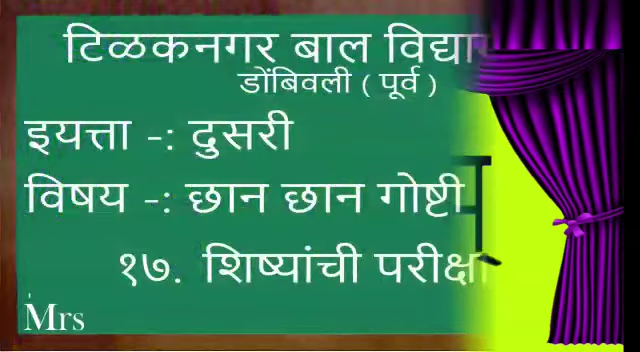 टिळकनगर बाल
डोंबिवली ( पूर्व )
इयत्ता -: दुसरी
विषय -: छान छान गोष्टी
१७. शिष्यांची परीक्षा
Mrs